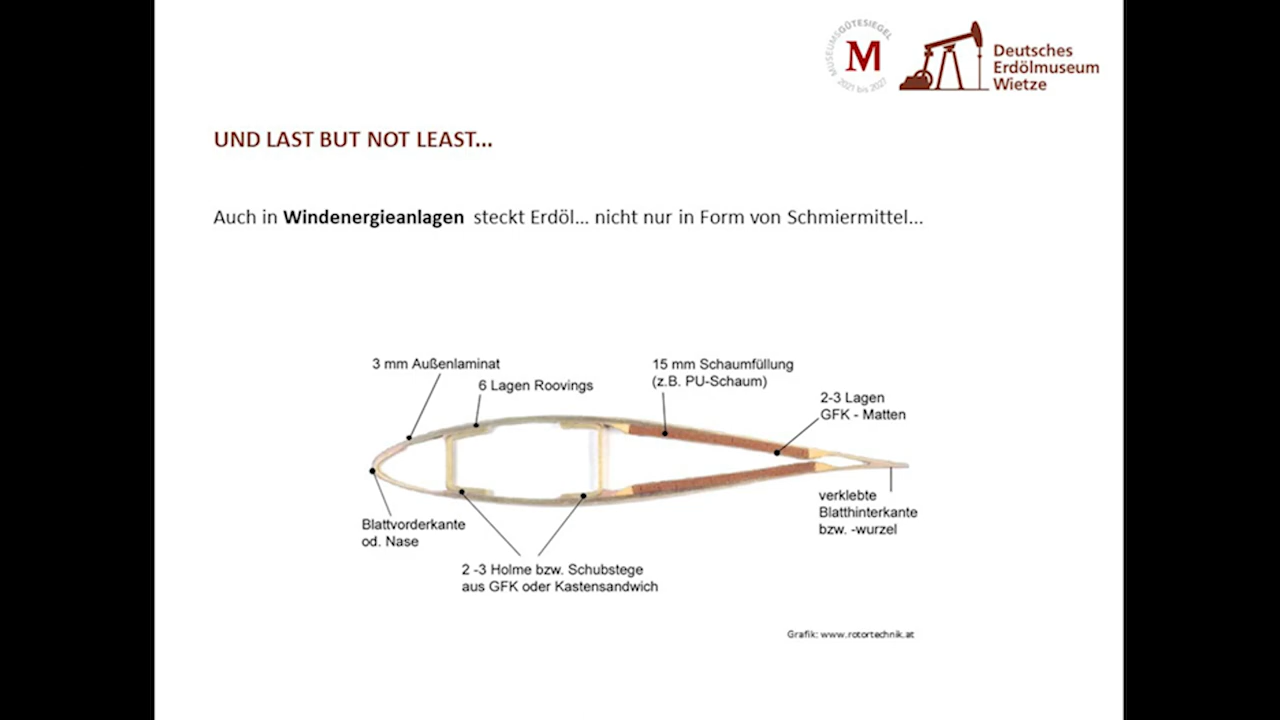 MUSEUMSGÜTESIEGEL
M
2021 bis 2027
Deutsches
Erdölmuseum
Wietze
UND LAST BUT NOT LEAST...
Auch in Windenergieanlagen steckt Erdöl... nicht nur in Form von Schmiermittel...
3 mm Außenlaminat
6 Lagen Roovings
15 mm Schaumfüllung
(z.B. PU-Schaum)
2-3 Lagen
GFK - Matten
Blattvorderkante
od. Nase
2 -3 Holme bzw. Schubstege
aus GFK oder Kastensandwich
verklebte
Blatthinterkante
bzw. -wurzel
Grafik: www.rotortechnik.at